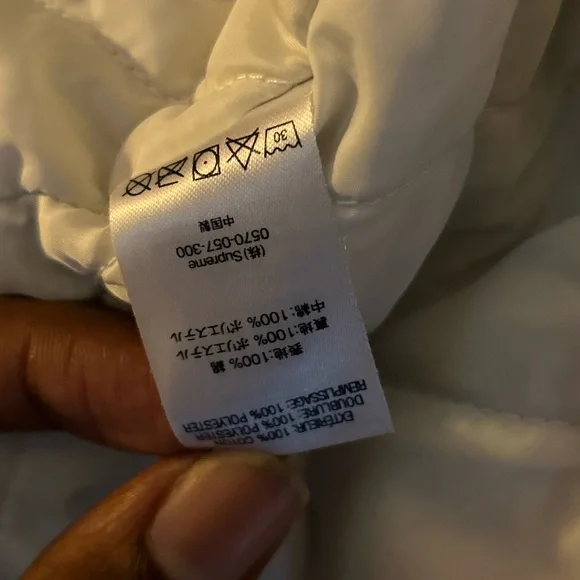 EXTÉRIEUR: 100% COTON
DOUBLURE: 100% POLYESTER
REMPLISSAGE: 100% POLYESTER
表地:100% 綿
裏地:100% ポリエステル
中綿:100% ポリエステル
(株) Supreme
0570-057-300
中国製
30